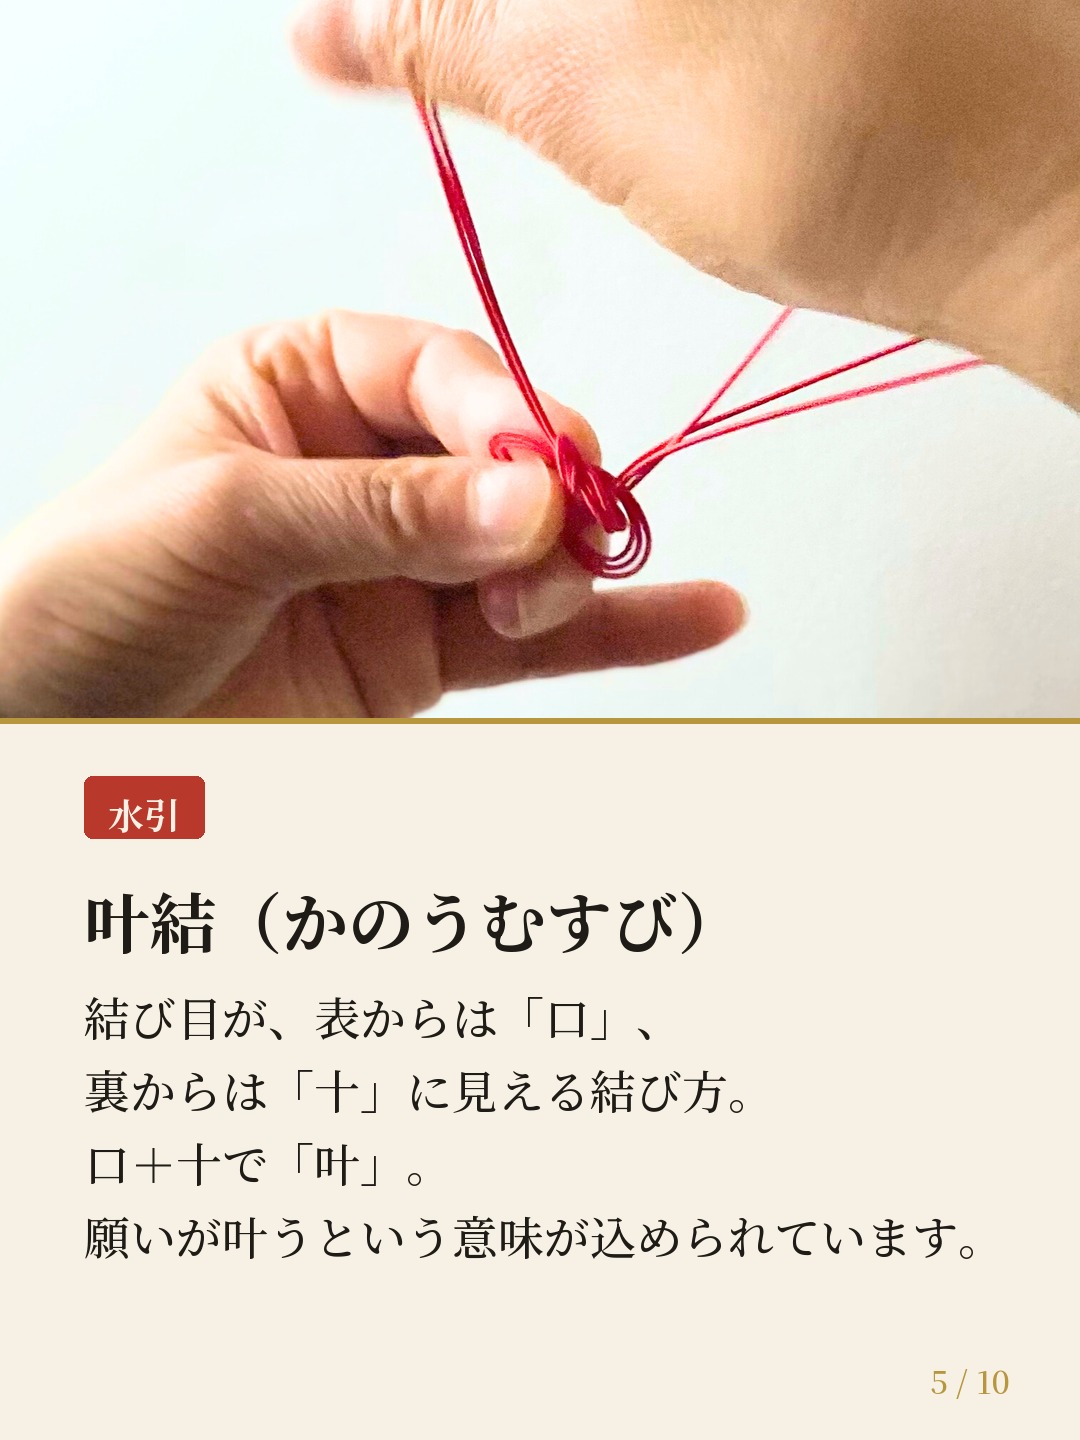 水引
叶結（かのうむすび）
結び目が、表からは「口」、
裏からは「十」に見える結び方。
口＋十で「叶」。
願いが叶うという意味が込められています。
5 / 10